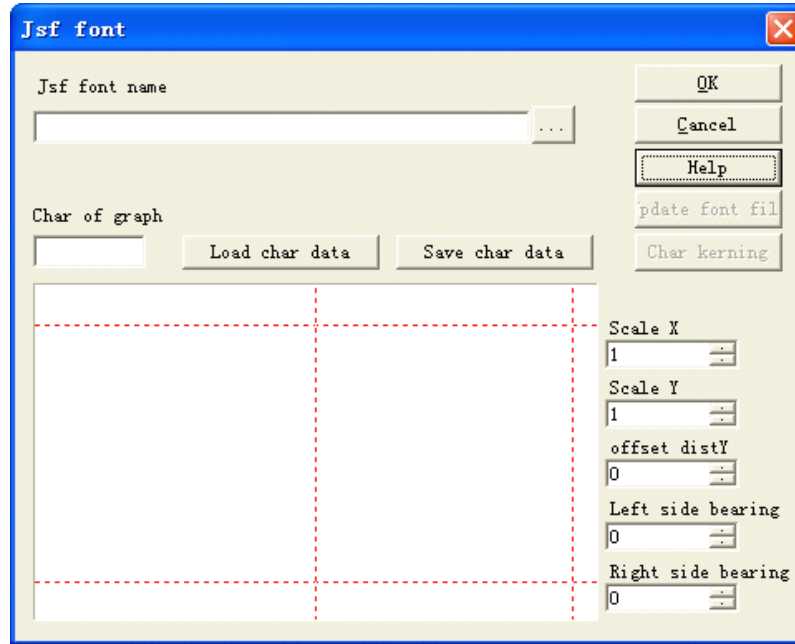 Jsf font
Jsf font name
...
OK
Cancel
Help
pdate font fil
Char kerning
Char of graph
Load char data
Save char data
Scale X
1
Scale Y
1
offset distY
0
Left side bearing
0
Right side bearing
0